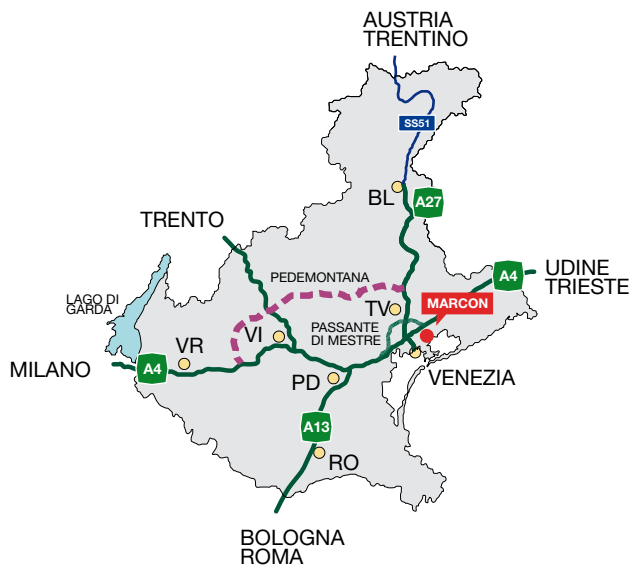 AUSTRIA
TRENTINO
SS51
BL
A27
TRENTO
A4
UDINE
TRIESTE
PEDEMONTANA
LAGO DI
GARDA
TV
MARCON
PASSANTE
DI MESTRE
VI
VR
MILANO
A4
PD
VENEZIA
A13
RO
BOLOGNA
ROMA